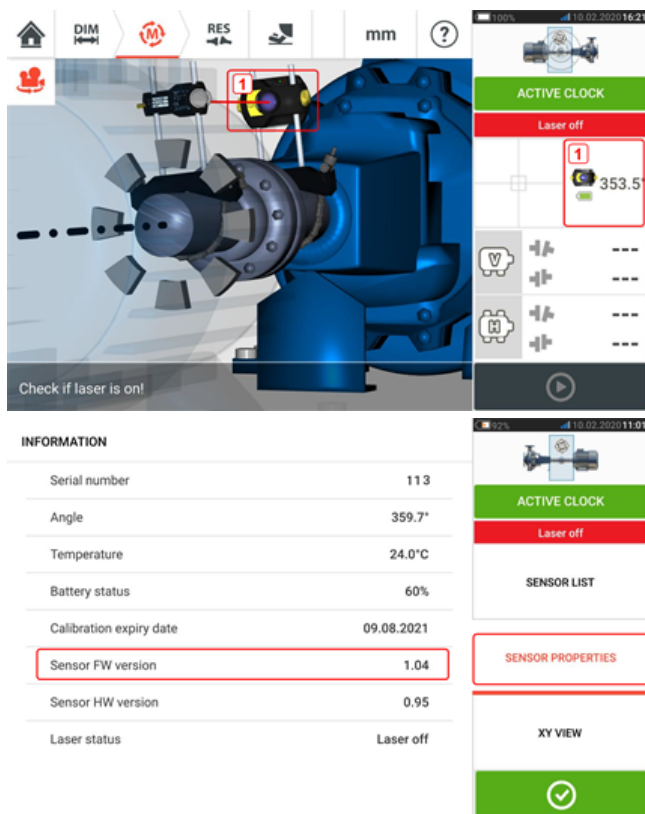 DIM
M
RES
mm
?
100%
10.02.2020 16:21
ACTIVE CLOCK
Laser off
1
1
353.5°
V
---
---
H
---
---
Check if laser is on!
92%
10.02.2020 11:01
INFORMATION
Serial number 113
Angle 359.7°
Temperature 24.0°C
Battery status 60%
Calibration expiry date 09.08.2021
Sensor FW version 1.04
Sensor HW version 0.95
Laser status Laser off
ACTIVE CLOCK
Laser off
SENSOR LIST
SENSOR PROPERTIES
XY VIEW